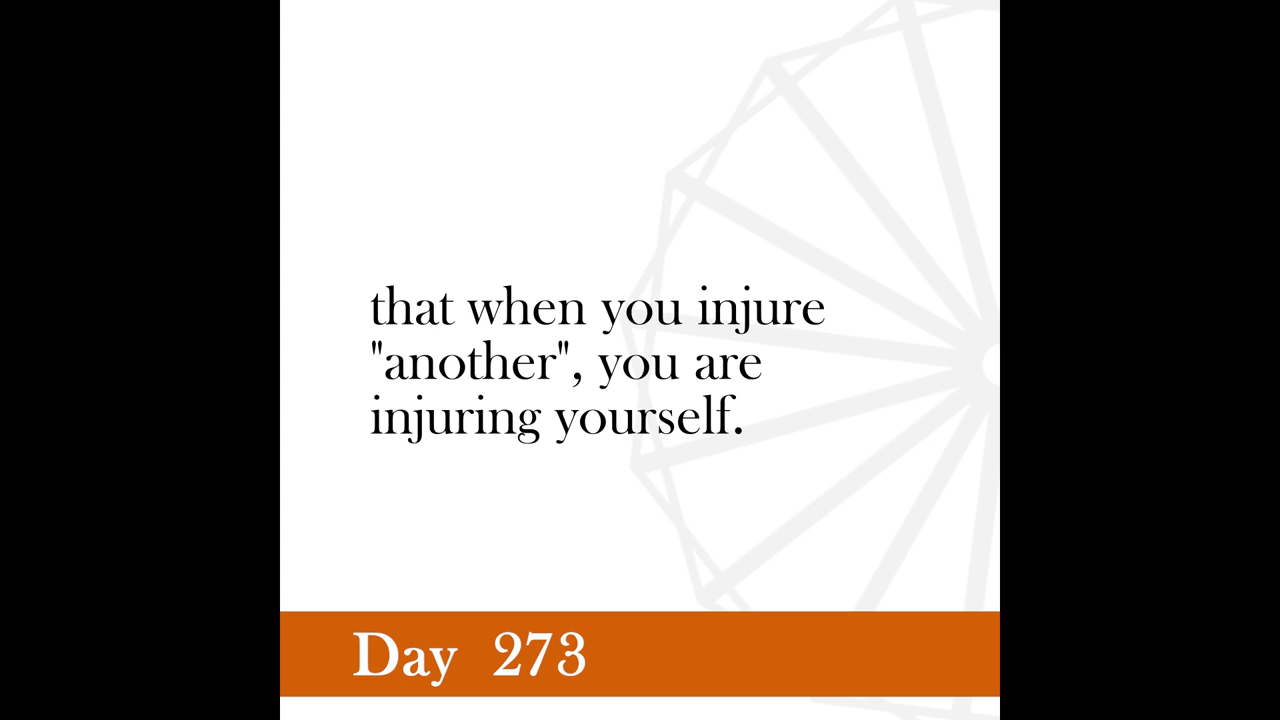 that when you injure
"another", you are
injuring yourself.
Day 273